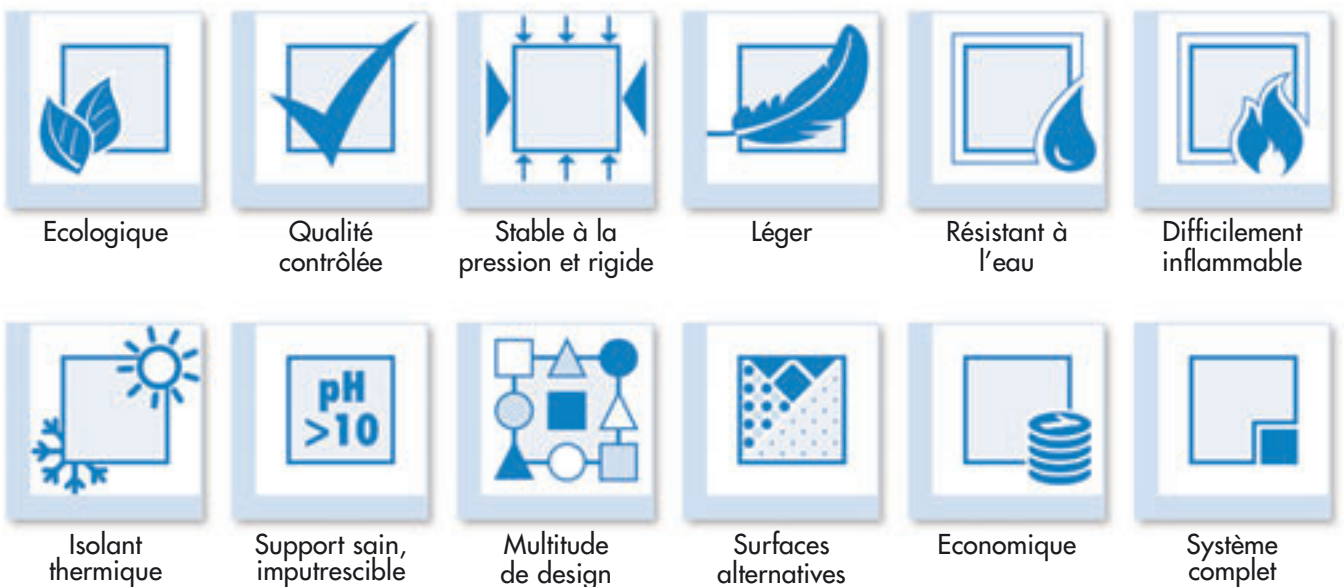 Ecologique
Qualité
contrôlée
Stable à la
pression et rigide
Léger
Résistant à
l'eau
Difficilement
inflammable
pH
>10
Isolant
thermique
Support sain,
imputrescible
Multitude
de design
Surfaces
alternatives
Economique
Système
complet